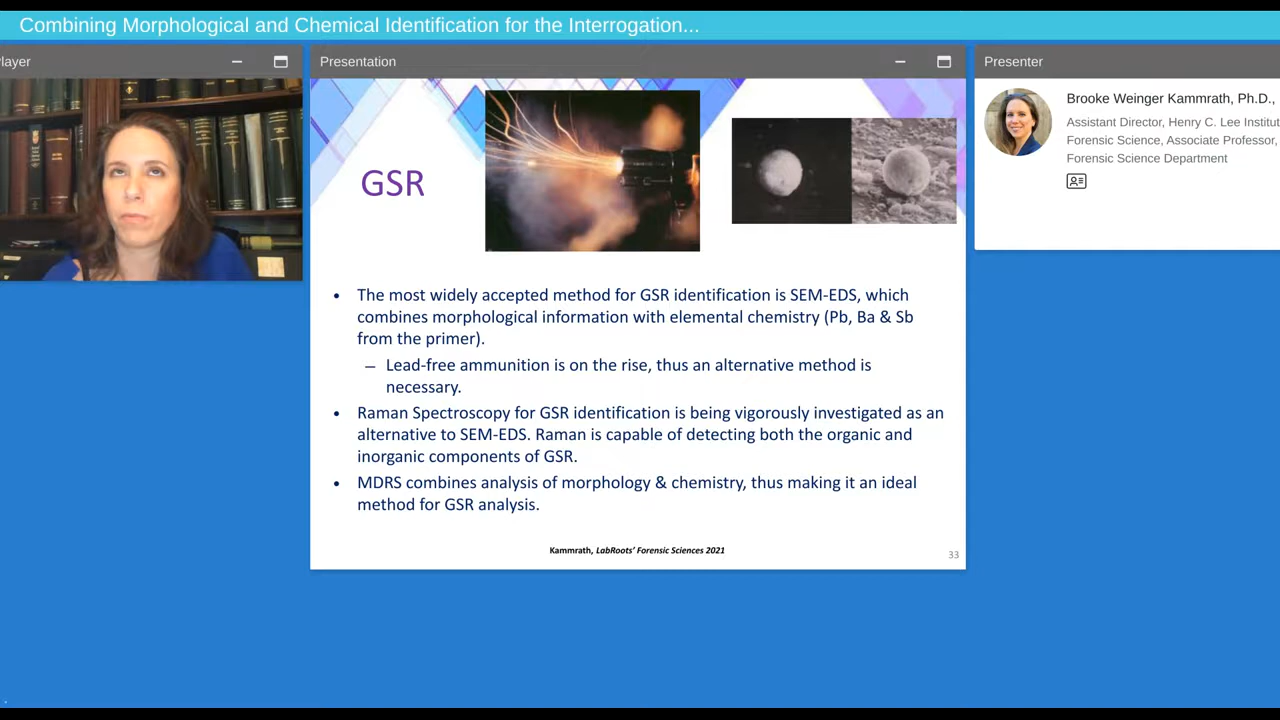 Combining Morphological and Chemical Identification for the Interrogation...
layer
Presentation
Presenter
Brooke Weinger Kammrath, Ph.D.,
Assistant Director, Henry C. Lee Institut
Forensic Science, Associate Professor,
Forensic Science Department
GSR
• The most widely accepted method for GSR identification is SEM-EDS, which
combines morphological information with elemental chemistry (Pb, Ba & Sb
from the primer).
– Lead-free ammunition is on the rise, thus an alternative method is
necessary.
• Raman Spectroscopy for GSR identification is being vigorously investigated as an
alternative to SEM-EDS. Raman is capable of detecting both the organic and
inorganic components of GSR.
• MDRS combines analysis of morphology & chemistry, thus making it an ideal
method for GSR analysis.
Kammrath, LabRoots' Forensic Sciences 2021
33